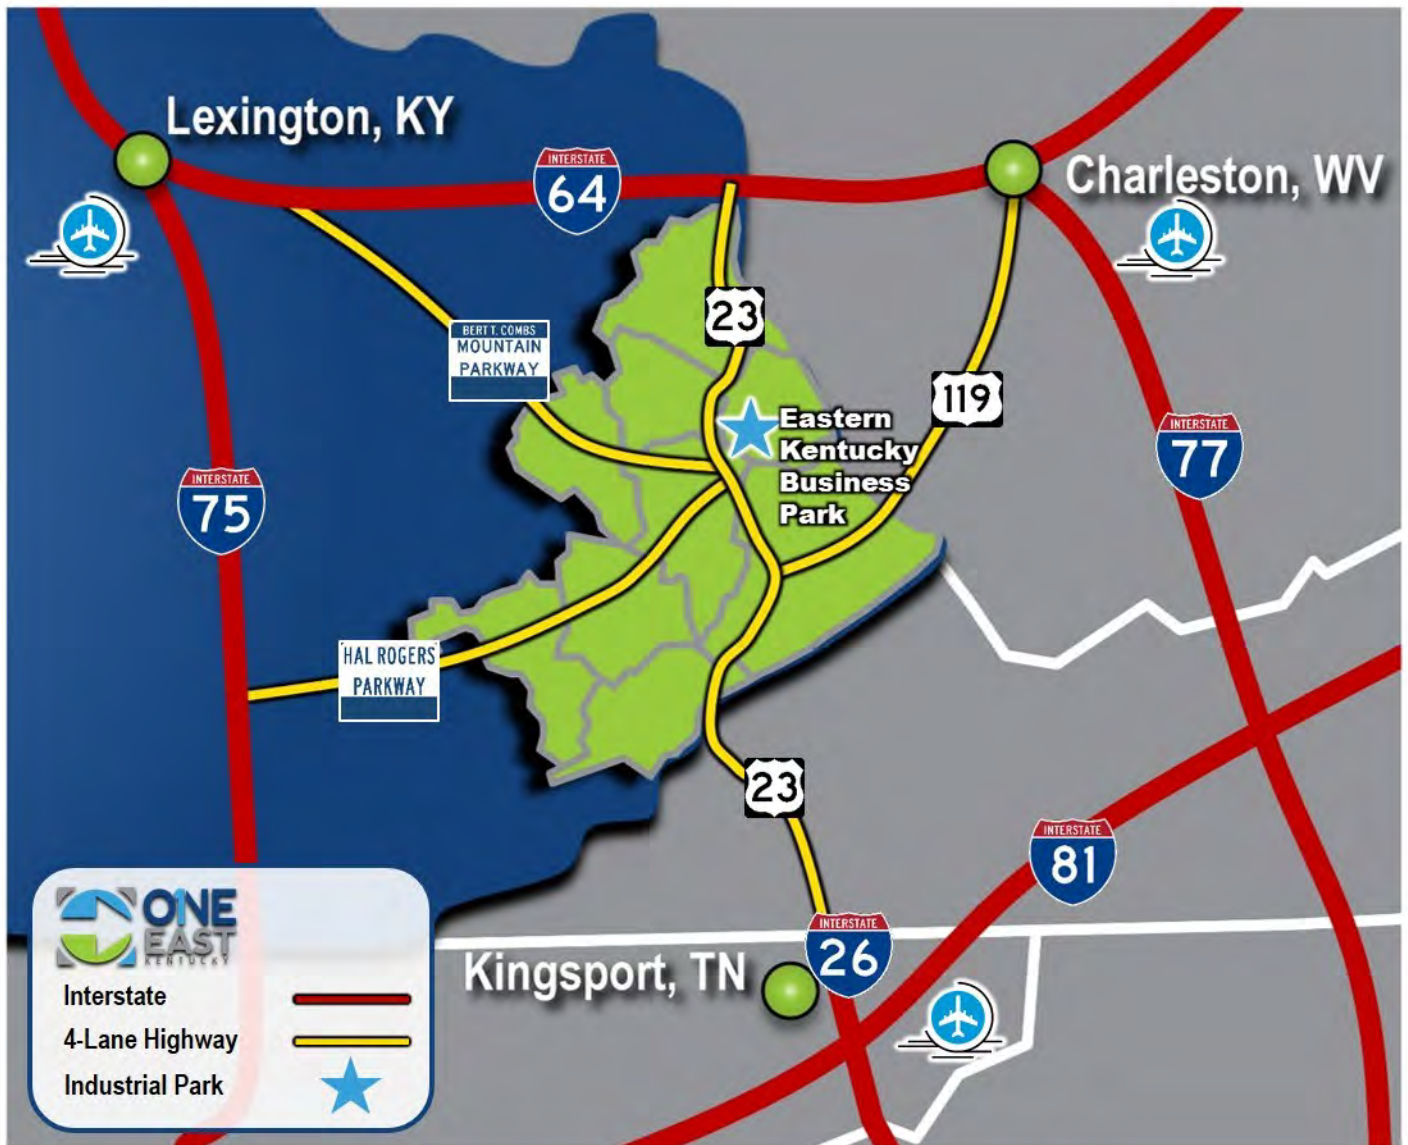 Lexington, KY
INTERSTATE
64
Charleston, WV
23
BERT T. COMBS
MOUNTAIN
PARKWAY
119
Eastern
Kentucky
Business
Park
INTERSTATE
77
INTERSTATE
75
HAL ROGERS
PARKWAY
23
INTERSTATE
81
ONE
EAST
KENTUCKY
INTERSTATE
26
Kingsport, TN
Interstate
4-Lane Highway
Industrial Park